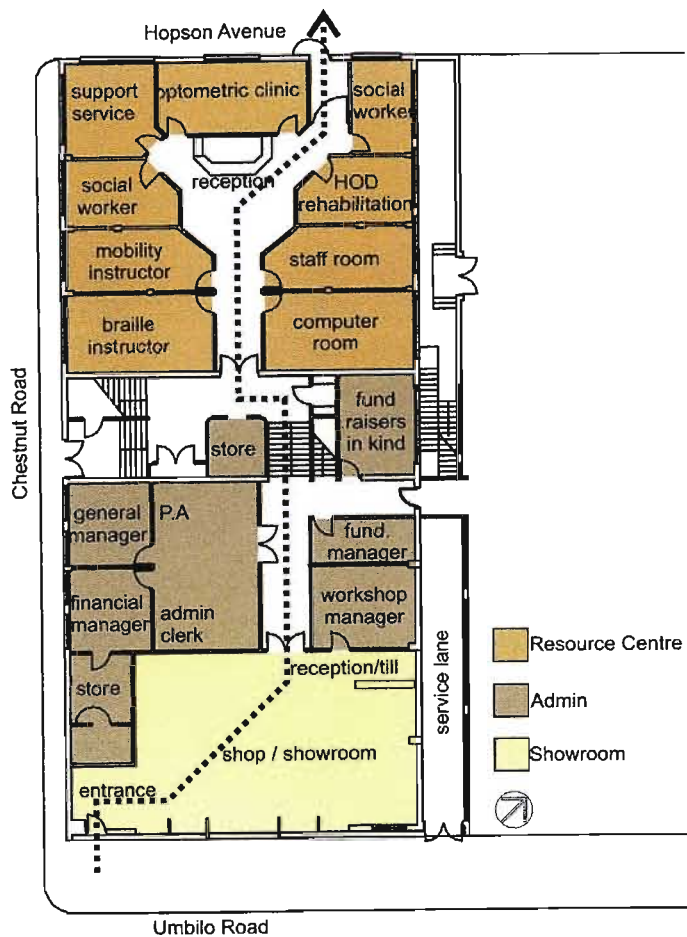 Hopson Avenue
support
service
optometric clinic
social
worker
reception
social
worker
HOD
rehabilitation
mobility
instructor
staff room
braille
instructor
computer
room
Chestnut Road
store
fund
raisers
in kind
general
manager
P.A
fund.
manager
financial
manager
admin
clerk
workshop
manager
store
reception/till
shop / showroom
entrance
service lane
Resource Centre
Admin
Showroom
Umbilo Road